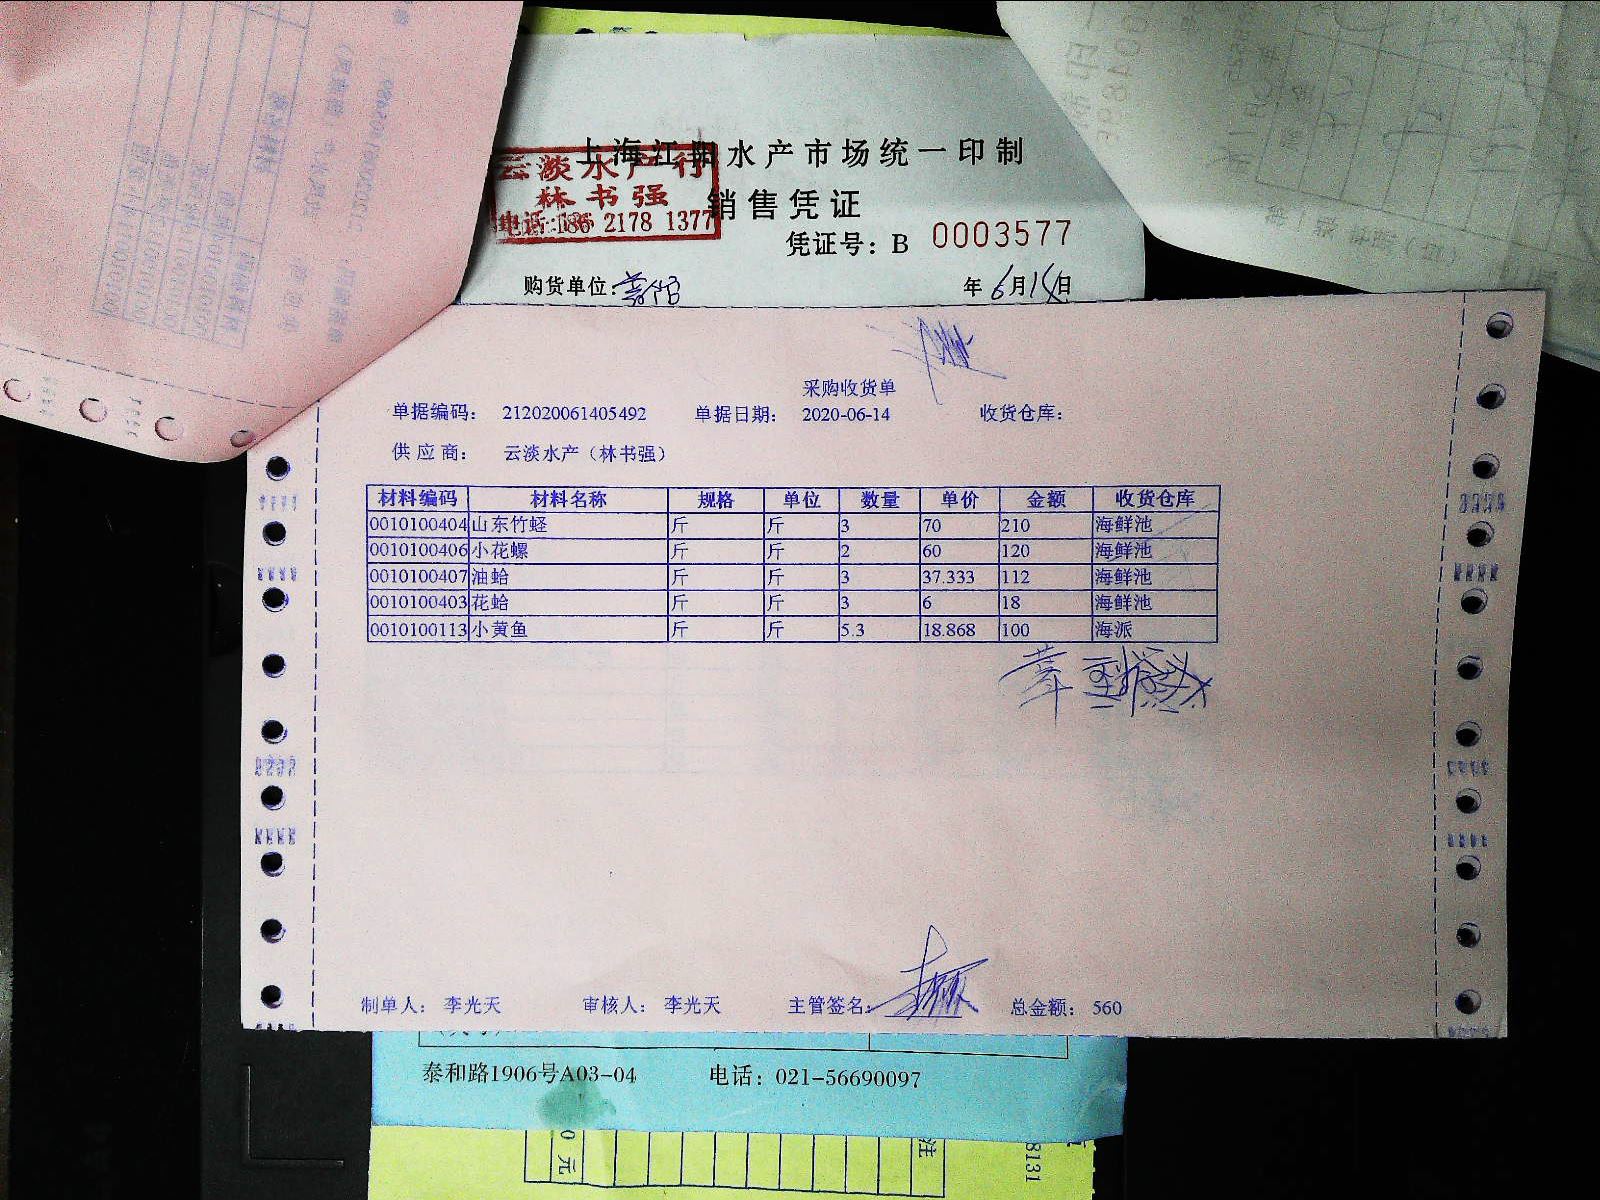 上海江阳水产市场统一印制
云淡水产行
林书强
电话:186 2178 1377
销售凭证
凭证号：B 0003577
购货单位:
年6月14日
采购收货单
单据编码： 212020061405492 单据日期： 2020-06-14 收货仓库：
供应商： 云淡水产（林书强）
材料编码 材料名称 规格 单位 数量 单价 金额 收货仓库
0010100404 山东竹蛏 斤 斤 3 70 210 海鲜池
0010100406 小花螺 斤 斤 2 60 120 海鲜池
0010100407 油蛤 斤 斤 3 37.333 112 海鲜池
0010100403 花蛤 斤 斤 3 6 18 海鲜池
0010100113 小黄鱼 斤 斤 5.3 18.868 100 海派
制单人： 李光天 审核人： 李光天 主管签名： 总金额： 560
泰和路1906号A03-04 电话：021-56690097
0 元
注
8131